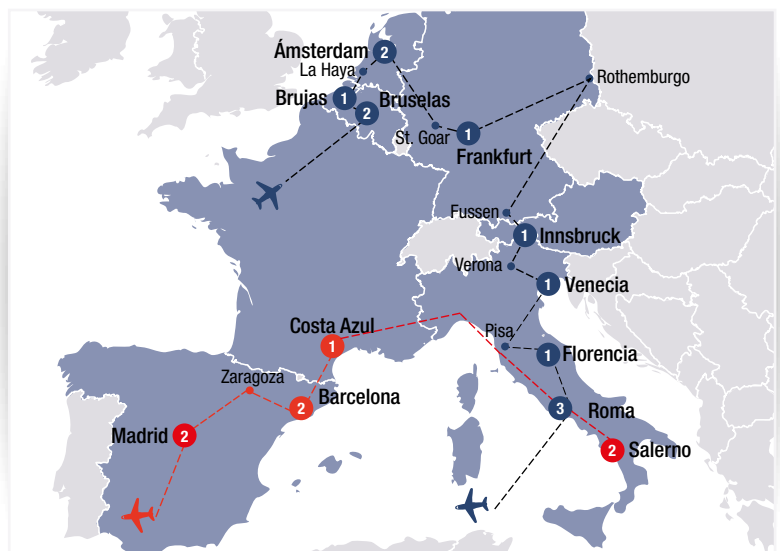 Ámsterdam
2
La Haya
Rothemburgo
Brujas
1
Bruselas
2
St. Goar
1
Frankfurt
Fussen
1
Innsbruck
Verona
1
Venecia
Costa Azul
1
Pisa
1
Florencia
Zaragoza
2
Barcelona
3
Roma
Madrid
2
2
Salerno